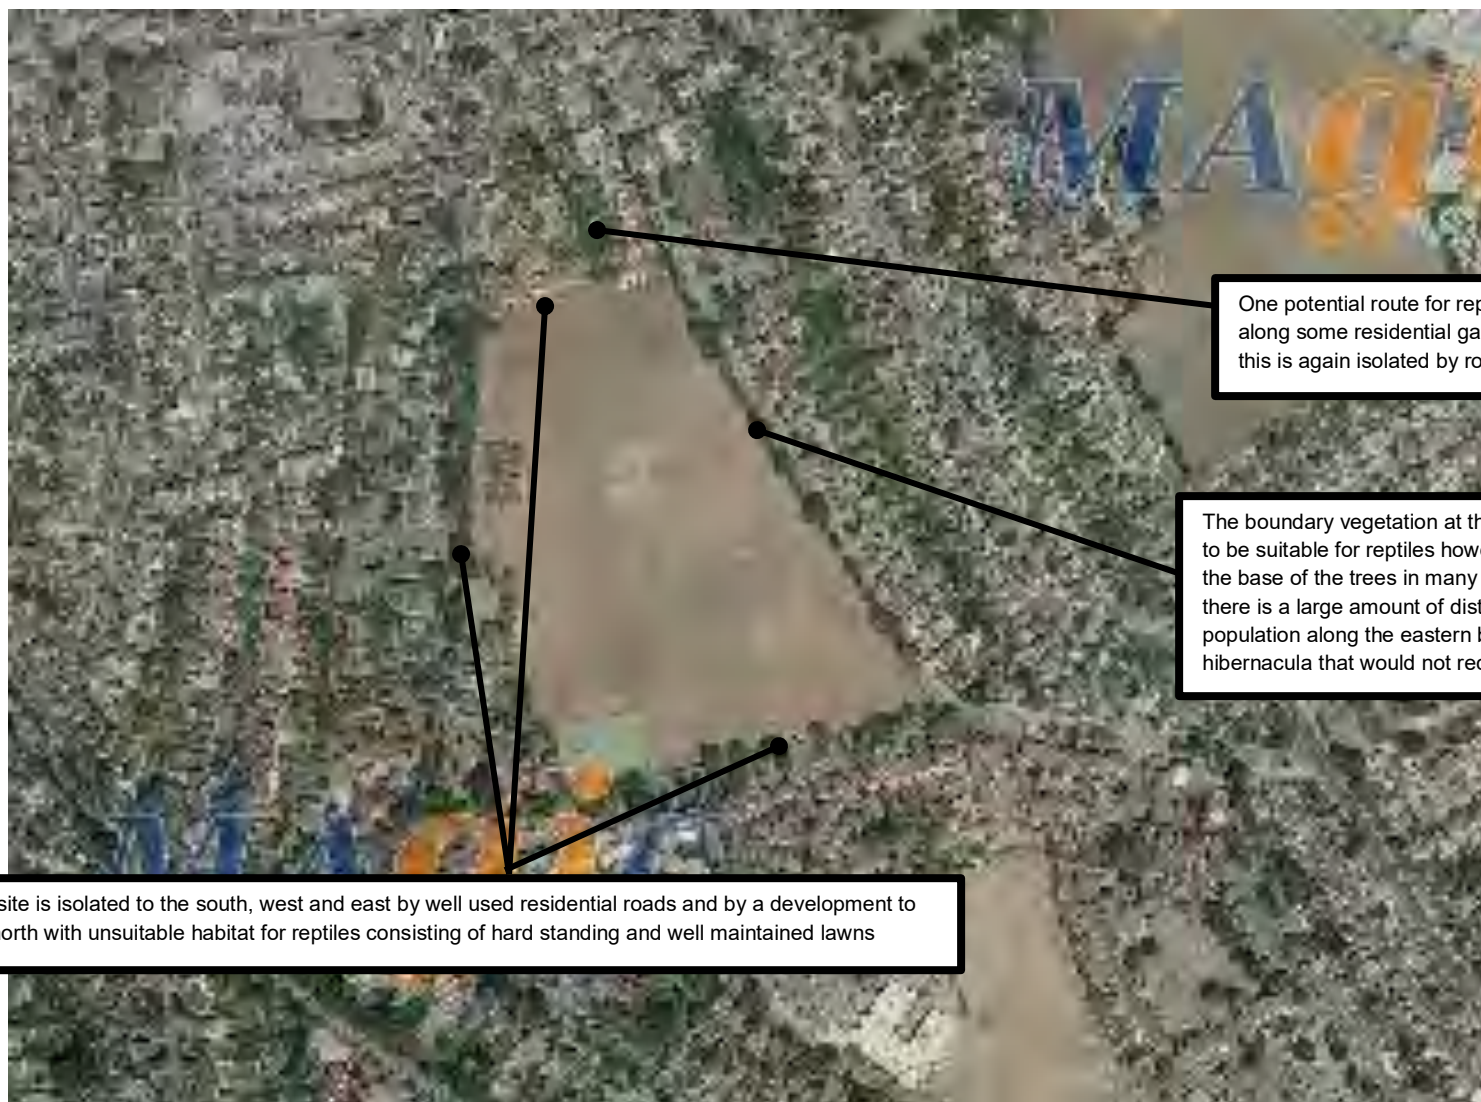 MAgi
One potential route for rep
along some residential ga
this is again isolated by ro
The boundary vegetation at th
to be suitable for reptiles howe
the base of the trees in many
there is a large amount of dist
population along the eastern b
hibernacula that would not req
MAGIC
site is isolated to the south, west and east by well used residential roads and by a development to
orth with unsuitable habitat for reptiles consisting of hard standing and well maintained lawns